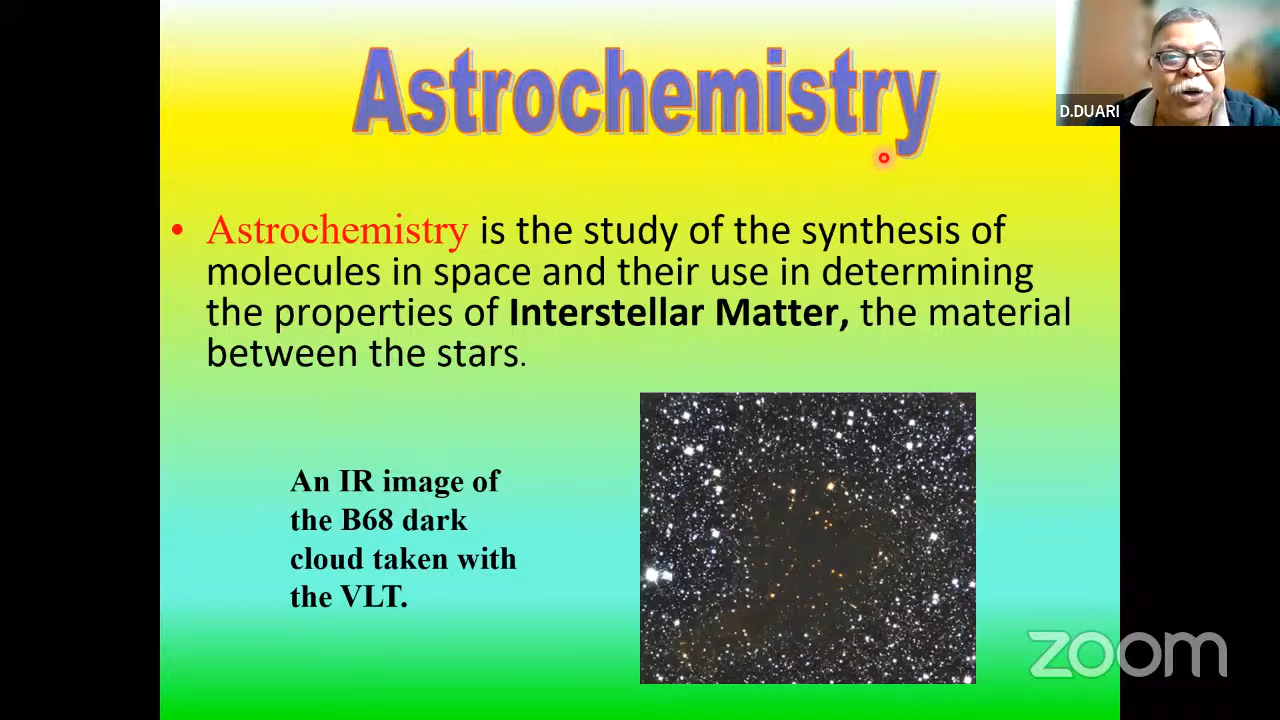 Astrochemistry
D.DUARI
• Astrochemistry is the study of the synthesis of
molecules in space and their use in determining
the properties of Interstellar Matter, the material
between the stars.
An IR image of
the B68 dark
cloud taken with
the VLT.
zoom